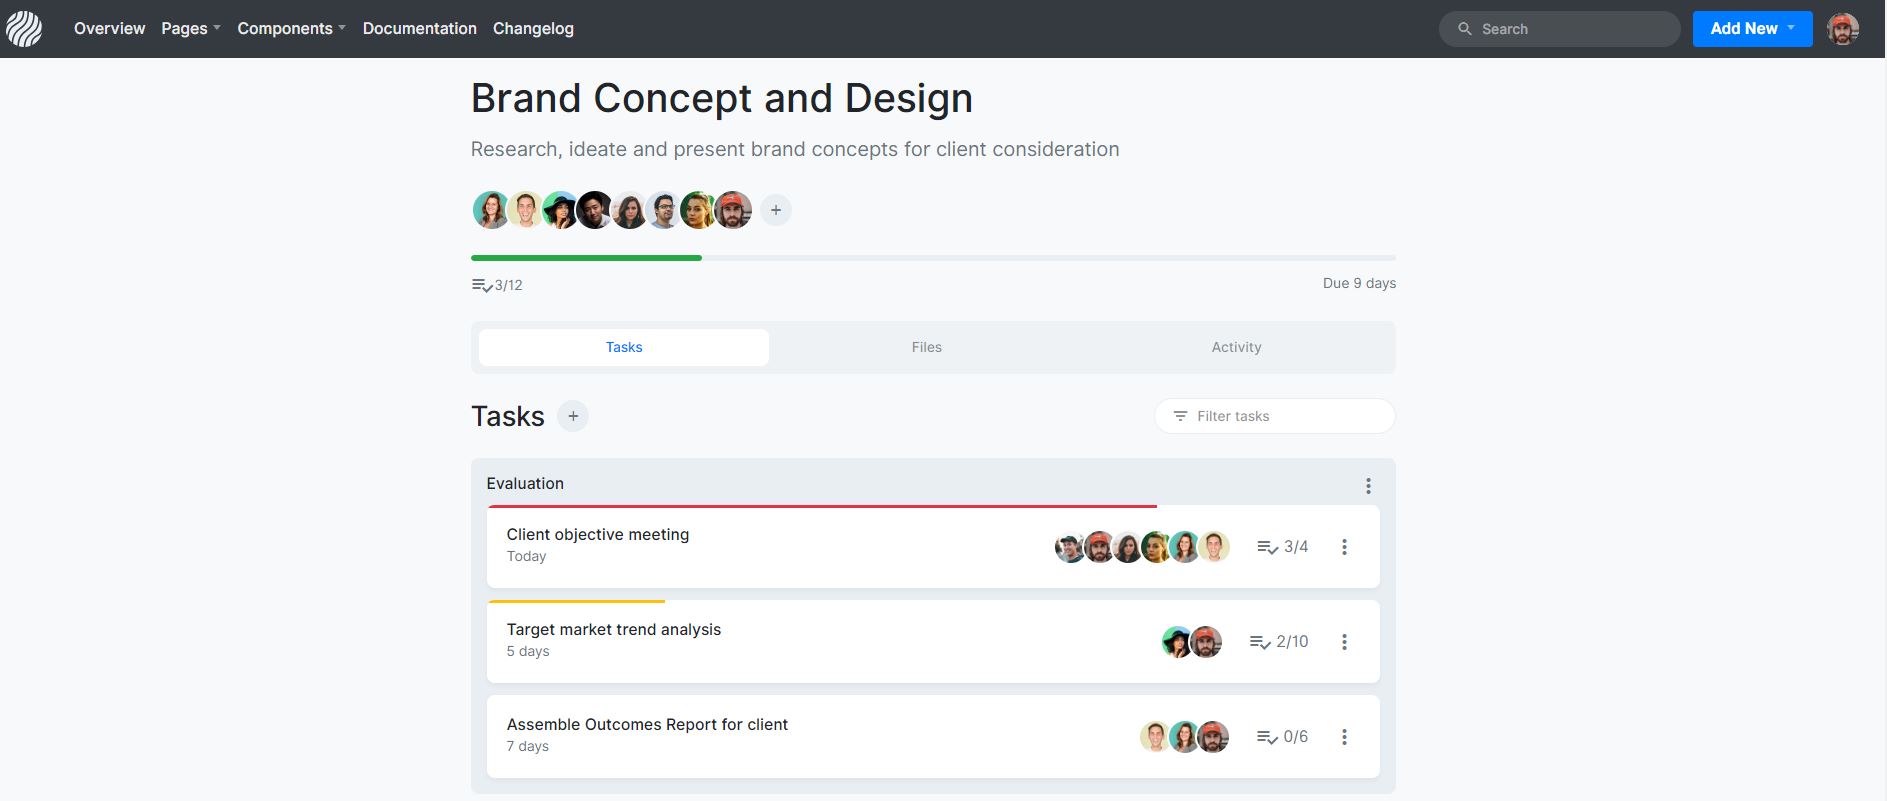 Overview Pages Components Documentation Changelog Search Add New
Brand Concept and Design
Research, ideate and present brand concepts for client consideration
+
3/12 Due 9 days
Tasks Files Activity
Tasks + Filter tasks
Evaluation
Client objective meeting
Today
3/4
Target market trend analysis
5 days
2/10
Assemble Outcomes Report for client
7 days
0/6